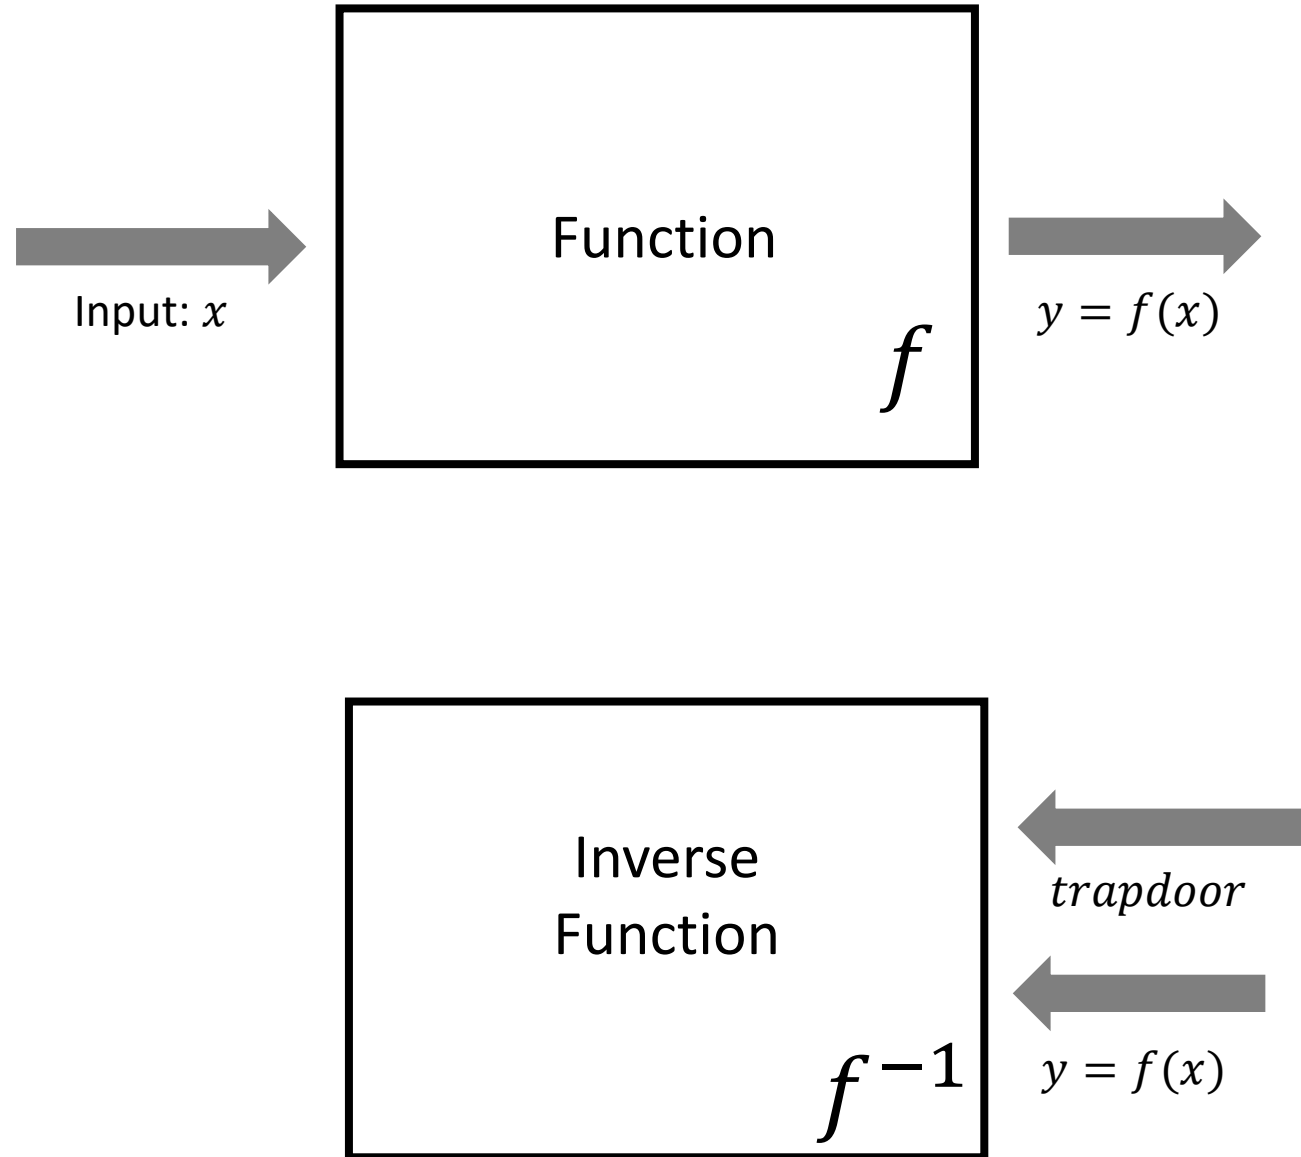 Function
Input: x
y = f(x)
f
Inverse
Function
trapdoor
f⁻¹
y = f(x)